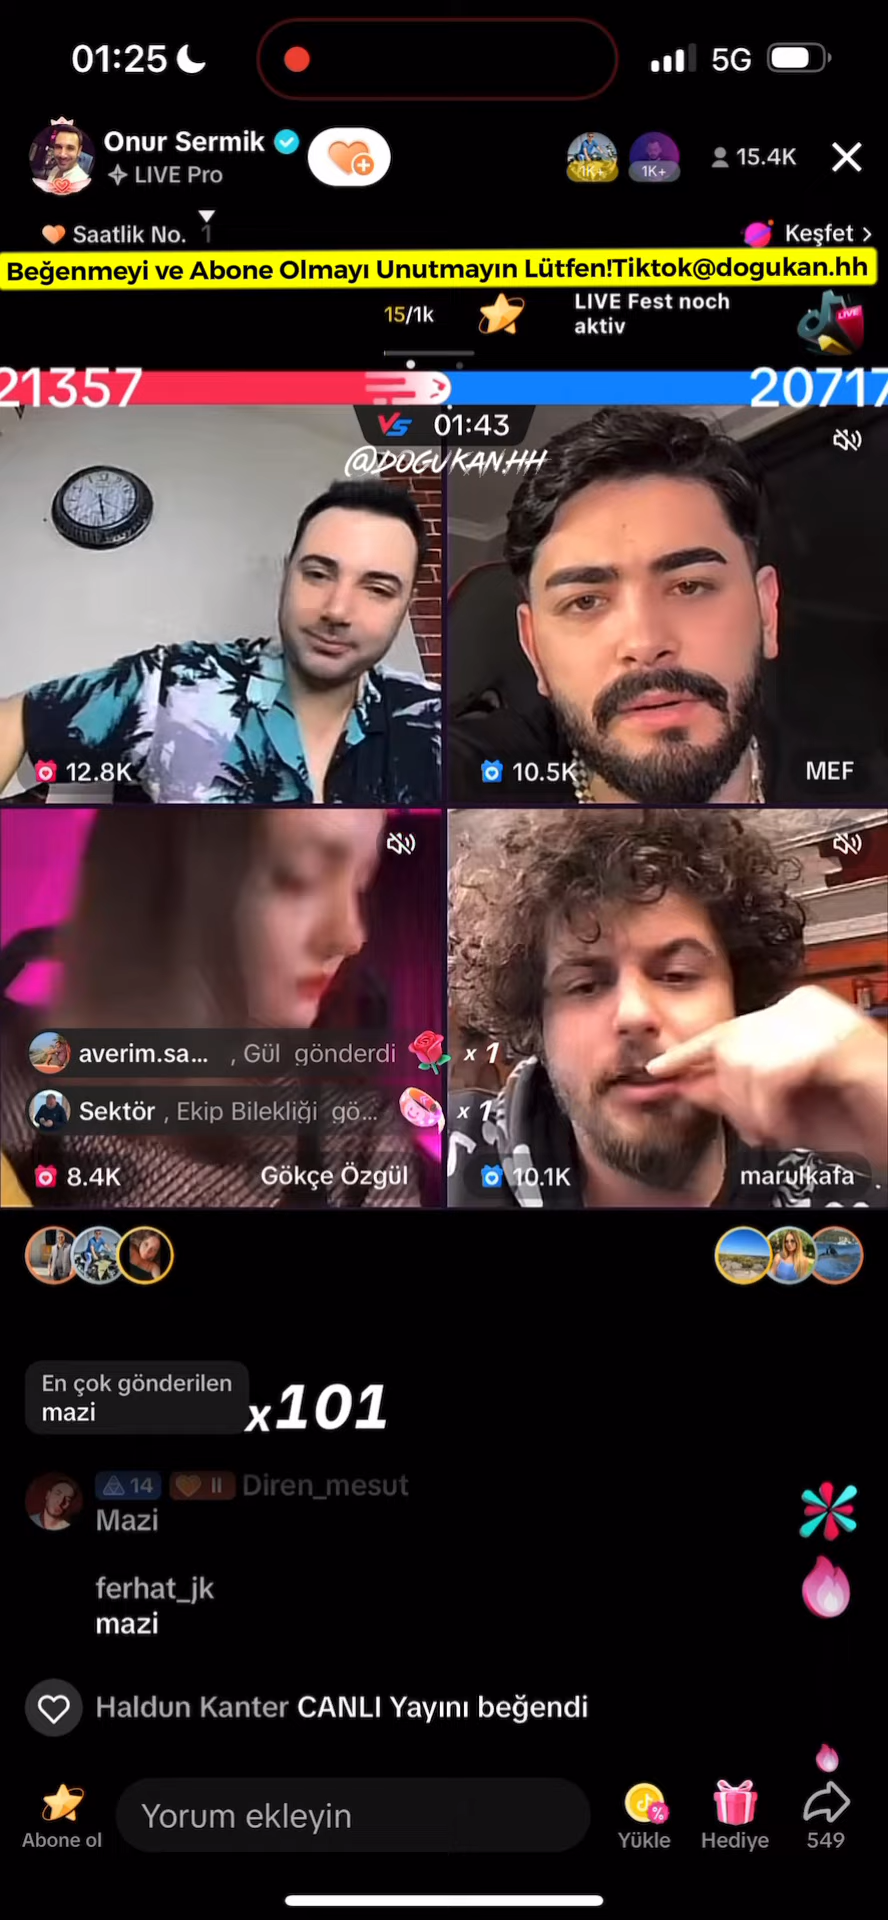 01:25
5G
Onur Sermik
LIVE Pro
1K+
1K+
15.4K
Saatlik No. 1
Keşfet
Beğenmeyi ve Abone Olmayı Unutmayın Lütfen!Tiktok@dogukan.hh
15/1k
LIVE Fest noch
aktiv
LIVE
21357
20717
VS 01:43
@DOGUKAN.HH
12.8K
10.5K
MEF
averim.sa... , Gül gönderdi x 1
Sektör , Ekip Bilekliği gö... x 1
8.4K
Gökçe Özgül
10.1K
marulkafa
En çok gönderilen
mazi
x101
14 II Diren_mesut
Mazi
ferhat_jk
mazi
Haldun Kanter CANLI Yayını beğendi
Abone ol
Yorum ekleyin
Yükle
Hediye
549